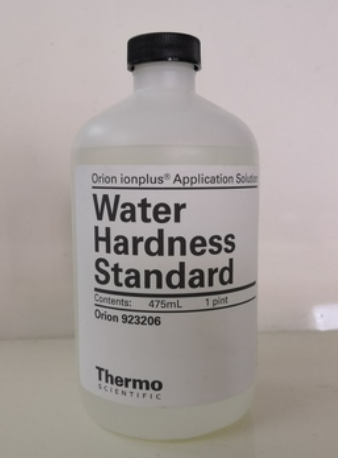 Orion ionplus® Application Solution
Water
Hardness
Standard
Contents: 475mL 1 pint
Orion 923206
Thermo
SCIENTIFIC